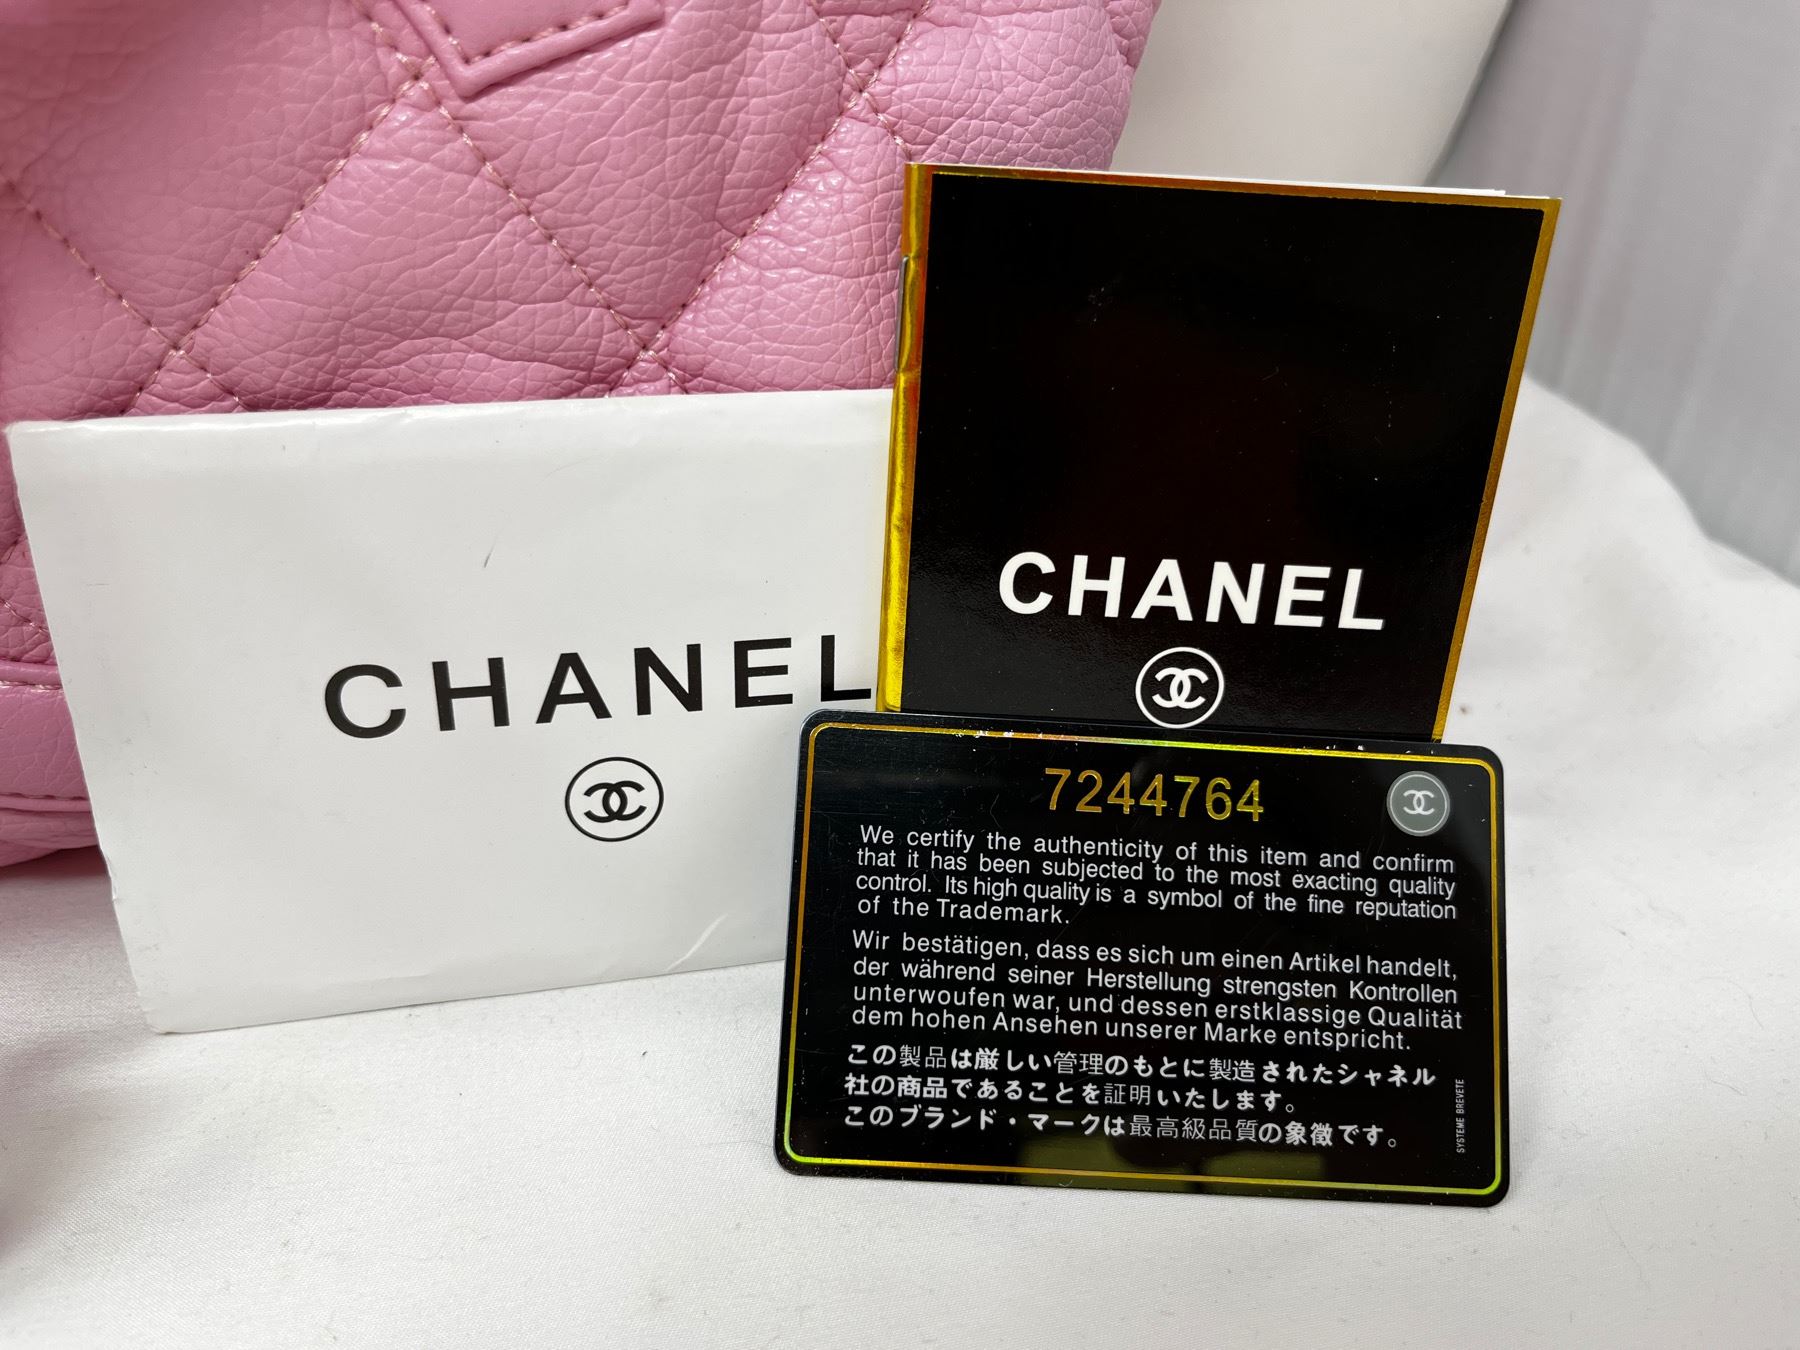 CHANEL
CHANEL
7244764
We certify the authenticity of this item and confirm
that it has been subjected to the most exacting quality
control. Its high quality is a symbol of the fine reputation
of the Trademark.
Wir bestätigen, dass es sich um einen Artikel handelt,
der während seiner Herstellung strengsten Kontrollen
unterwoufen war, und dessen erstklassige Qualität
dem hohen Ansehen unserer Marke entspricht.
この製品は厳しい管理のもとに製造されたシャネル
社の商品であることを証明いたします。
このブランド・マークは最高級品質の象徴です。
SYSTEME BREVETE